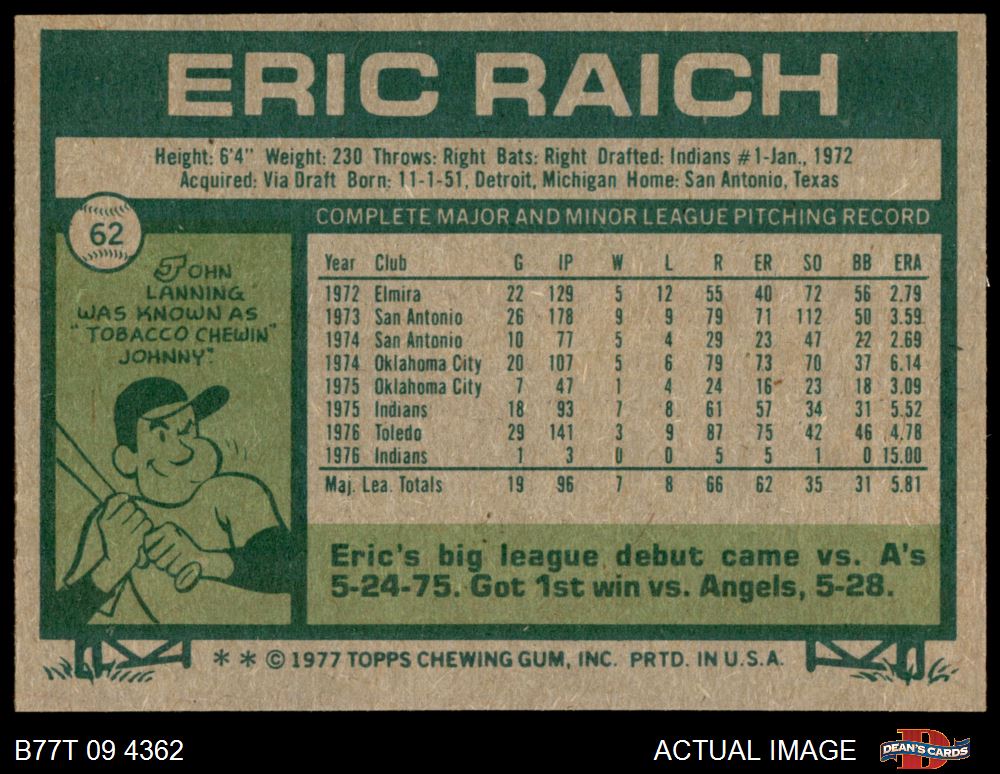 ERIC RAICH
Height: 6'4" Weight: 230 Throws: Right Bats: Right Drafted: Indians #1-Jan., 1972
Acquired: Via Draft Born: 11-1-51, Detroit, Michigan Home: San Antonio, Texas
62
COMPLETE MAJOR AND MINOR LEAGUE PITCHING RECORD
JOHN
LANNING
WAS KNOWN AS
"TOBACCO CHEWIN'
JOHNNY"
Year Club G IP W L R ER SO BB ERA
1972 Elmira 22 129 5 12 55 40 72 56 2.79
1973 San Antonio 26 178 9 9 79 71 112 50 3.59
1974 San Antonio 10 77 5 4 29 23 47 22 2.69
1974 Oklahoma City 20 107 5 6 79 73 70 37 6.14
1975 Oklahoma City 7 47 1 4 24 16 23 18 3.09
1975 Indians 18 93 7 8 61 57 34 31 5.52
1976 Toledo 29 141 3 9 87 75 42 46 4.78
1976 Indians 1 3 0 0 5 5 1 0 15.00
Maj. Lea. Totals 19 96 7 8 66 62 35 31 5.81
Eric's big league debut came vs. A's
5-24-75. Got 1st win vs. Angels, 5-28.
* * © 1977 TOPPS CHEWING GUM, INC. PRTD. IN U.S.A.
B77T 09 4362
ACTUAL IMAGE
DEAN'S CARDS